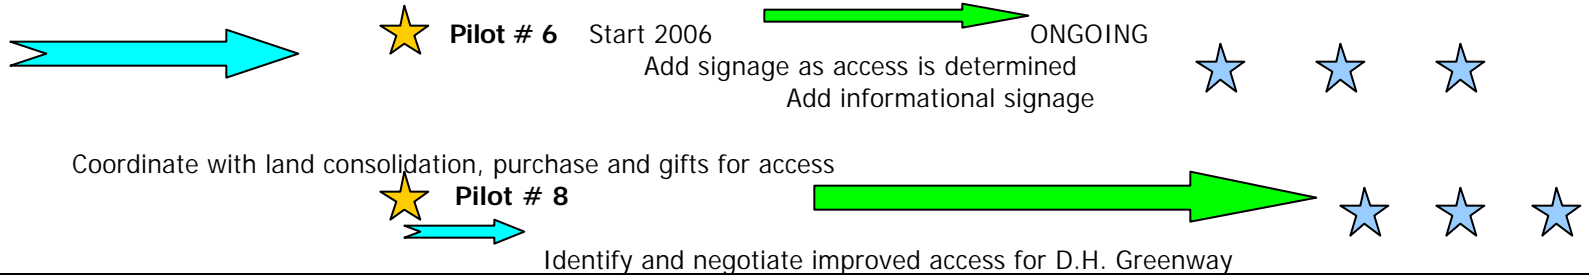 Pilot # 6 Start 2006 ONGOING
Add signage as access is determined
Add informational signage
Coordinate with land consolidation, purchase and gifts for access
Pilot # 8
Identify and negotiate improved access for D.H. Greenway